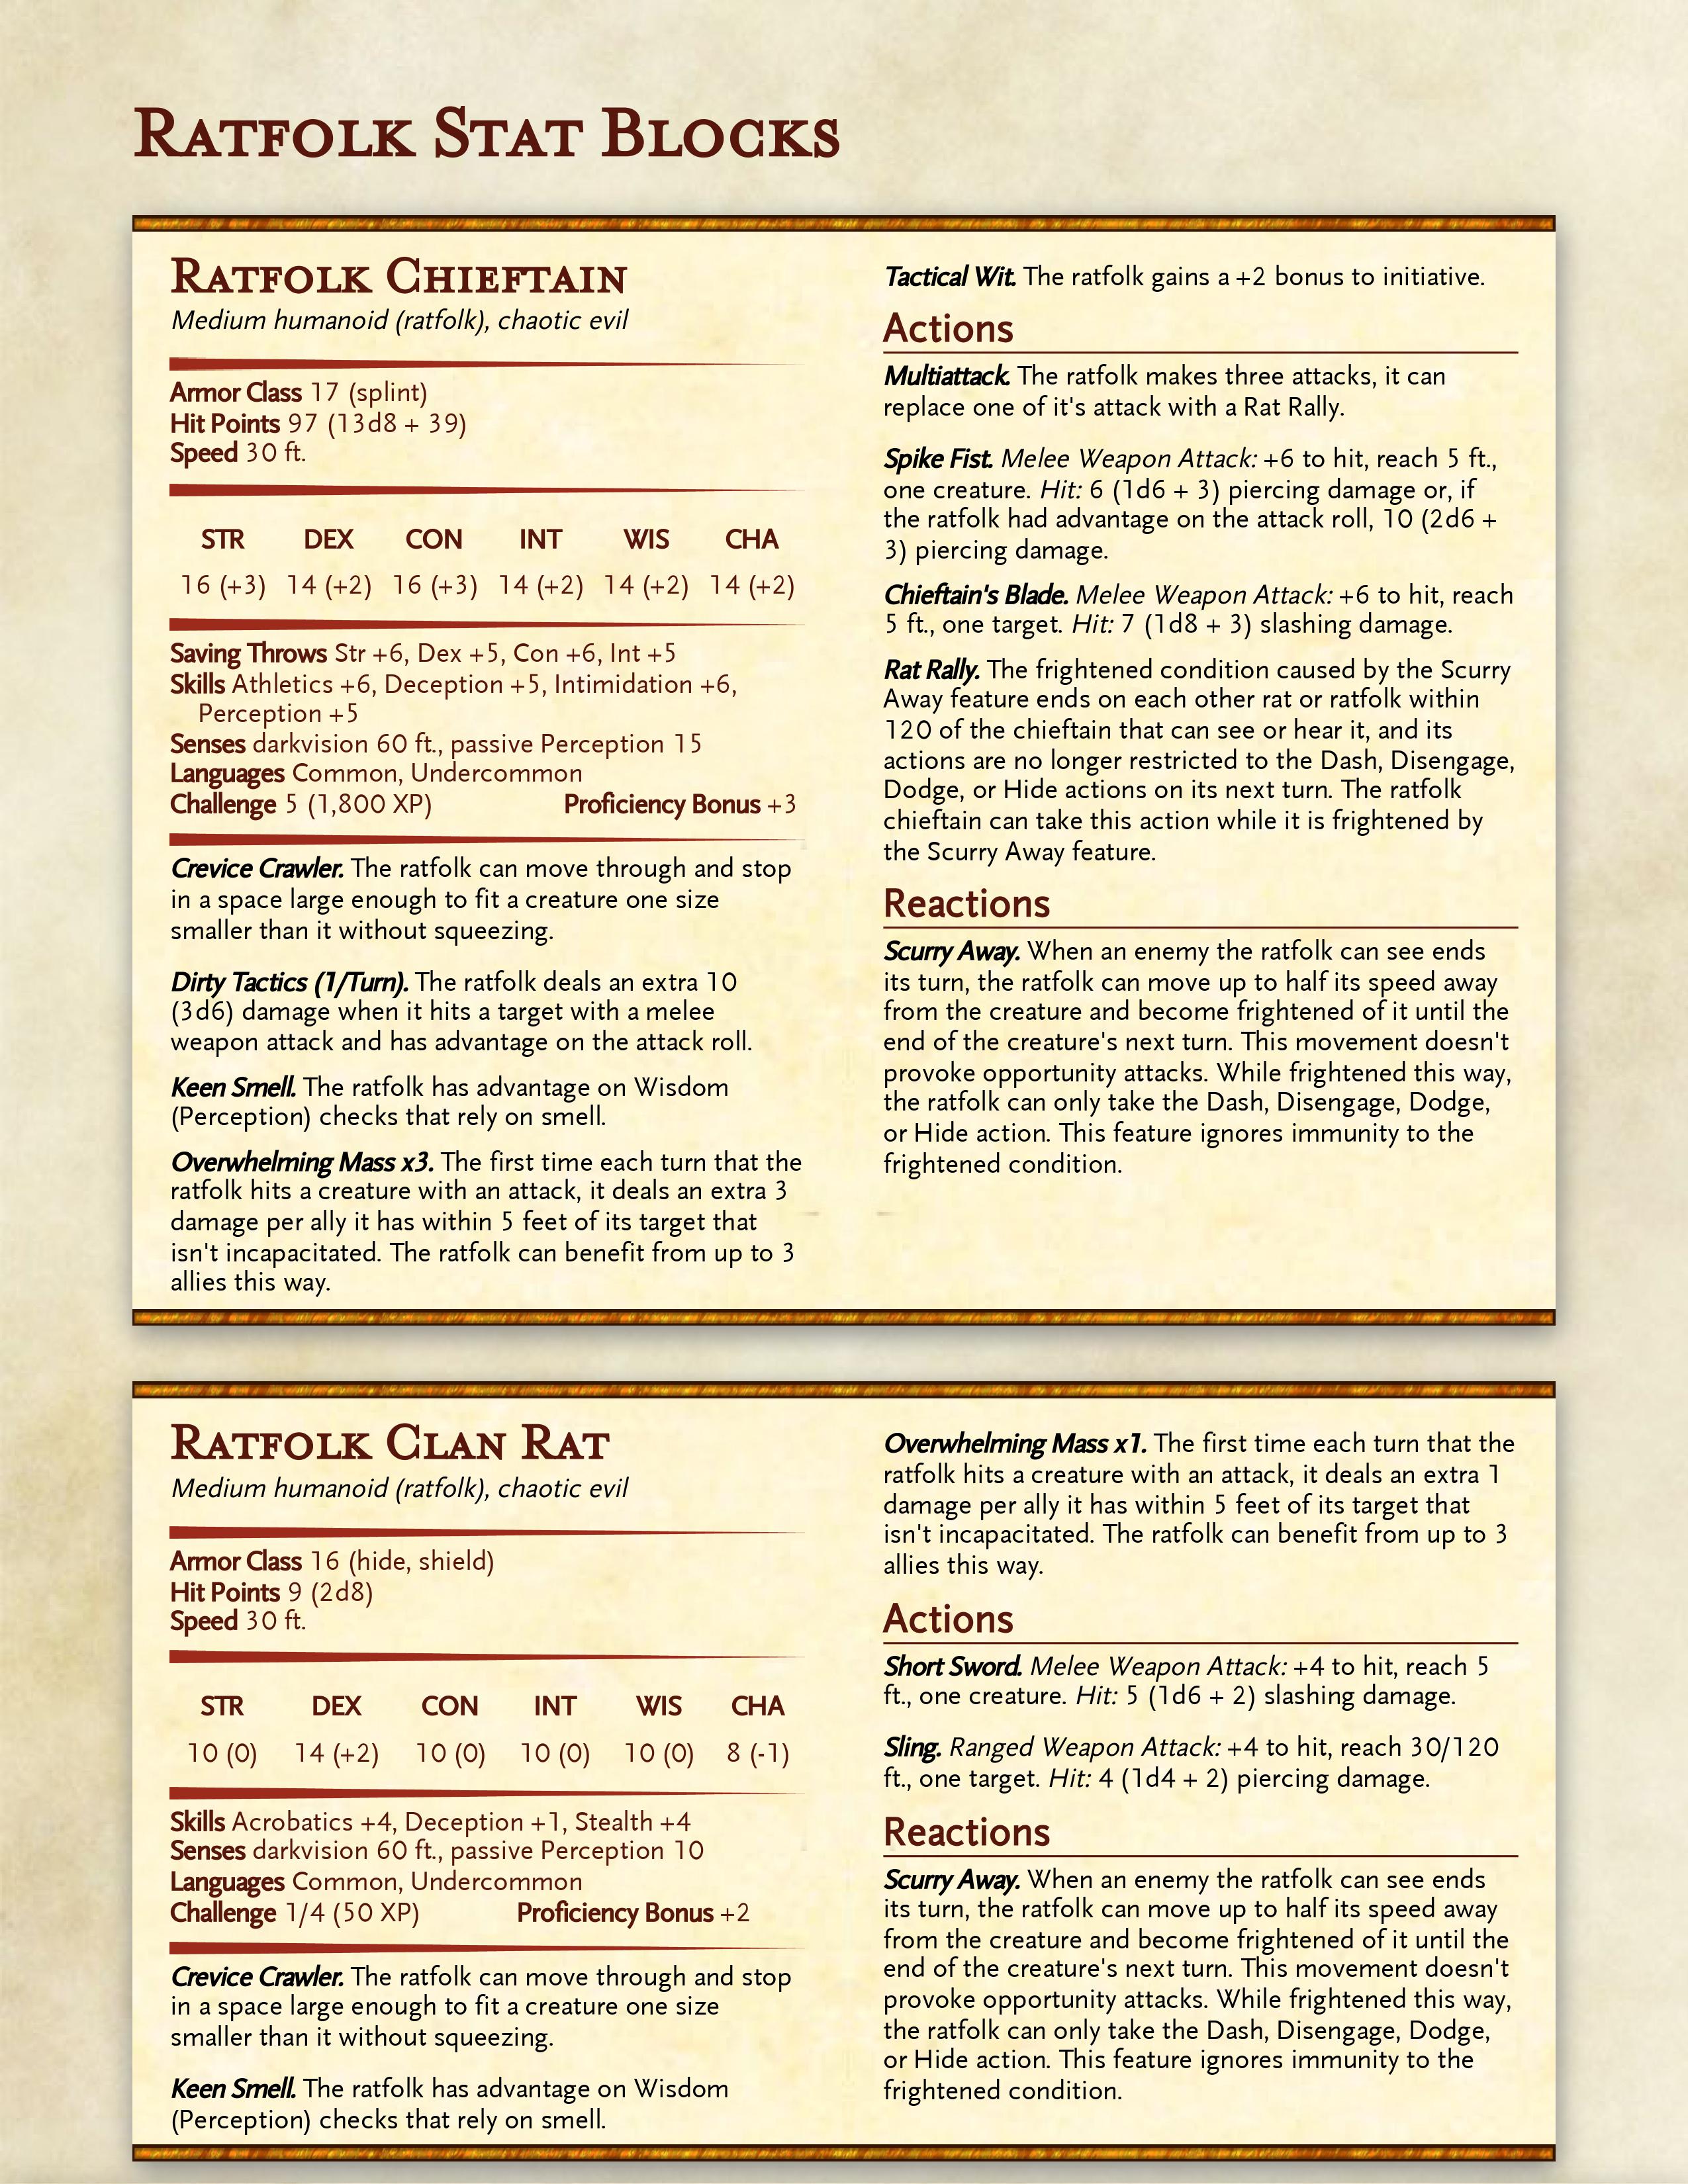 Ratfolk Stat Blocks
Ratfolk Chieftain
Medium humanoid (ratfolk), chaotic evil
Armor Class 17 (splint)
Hit Points 97 (13d8 + 39)
Speed 30 ft.
STR DEX CON INT WIS CHA
16 (+3) 14 (+2) 16 (+3) 14 (+2) 14 (+2) 14 (+2)
Saving Throws Str +6, Dex +5, Con +6, Int +5
Skills Athletics +6, Deception +5, Intimidation +6,
Perception +5
Senses darkvision 60 ft., passive Perception 15
Languages Common, Undercommon
Challenge 5 (1,800 XP) Proficiency Bonus +3
Crevice Crawler. The ratfolk can move through and stop
in a space large enough to fit a creature one size
smaller than it without squeezing.
Dirty Tactics (1/Turn). The ratfolk deals an extra 10
(3d6) damage when it hits a target with a melee
weapon attack and has advantage on the attack roll.
Keen Smell. The ratfolk has advantage on Wisdom
(Perception) checks that rely on smell.
Overwhelming Mass x3. The first time each turn that the
ratfolk hits a creature with an attack, it deals an extra 3
damage per ally it has within 5 feet of its target that
isn't incapacitated. The ratfolk can benefit from up to 3
allies this way.
Tactical Wit. The ratfolk gains a +2 bonus to initiative.
Actions
Multiattack. The ratfolk makes three attacks, it can
replace one of it's attack with a Rat Rally.
Spike Fist. Melee Weapon Attack: +6 to hit, reach 5 ft.,
one creature. Hit: 6 (1d6 + 3) piercing damage or, if
the ratfolk had advantage on the attack roll, 10 (2d6 +
3) piercing damage.
Chieftain's Blade. Melee Weapon Attack: +6 to hit, reach
5 ft., one target. Hit: 7 (1d8 + 3) slashing damage.
Rat Rally. The frightened condition caused by the Scurry
Away feature ends on each other rat or ratfolk within
120 of the chieftain that can see or hear it, and its
actions are no longer restricted to the Dash, Disengage,
Dodge, or Hide actions on its next turn. The ratfolk
chieftain can take this action while it is frightened by
the Scurry Away feature.
Reactions
Scurry Away. When an enemy the ratfolk can see ends
its turn, the ratfolk can move up to half its speed away
from the creature and become frightened of it until the
end of the creature's next turn. This movement doesn't
provoke opportunity attacks. While frightened this way,
the ratfolk can only take the Dash, Disengage, Dodge,
or Hide action. This feature ignores immunity to the
frightened condition.
Ratfolk Clan Rat
Medium humanoid (ratfolk), chaotic evil
Armor Class 16 (hide, shield)
Hit Points 9 (2d8)
Speed 30 ft.
STR DEX CON INT WIS CHA
10 (0) 14 (+2) 10 (0) 10 (0) 10 (0) 8 (-1)
Skills Acrobatics +4, Deception +1, Stealth +4
Senses darkvision 60 ft., passive Perception 10
Languages Common, Undercommon
Challenge 1/4 (50 XP) Proficiency Bonus +2
Crevice Crawler. The ratfolk can move through and stop
in a space large enough to fit a creature one size
smaller than it without squeezing.
Keen Smell. The ratfolk has advantage on Wisdom
(Perception) checks that rely on smell.
Overwhelming Mass x1. The first time each turn that the
ratfolk hits a creature with an attack, it deals an extra 1
damage per ally it has within 5 feet of its target that
isn't incapacitated. The ratfolk can benefit from up to 3
allies this way.
Actions
Short Sword. Melee Weapon Attack: +4 to hit, reach 5
ft., one creature. Hit: 5 (1d6 + 2) slashing damage.
Sling. Ranged Weapon Attack: +4 to hit, reach 30/120
ft., one target. Hit: 4 (1d4 + 2) piercing damage.
Reactions
Scurry Away. When an enemy the ratfolk can see ends
its turn, the ratfolk can move up to half its speed away
from the creature and become frightened of it until the
end of the creature's next turn. This movement doesn't
provoke opportunity attacks. While frightened this way,
the ratfolk can only take the Dash, Disengage, Dodge,
or Hide action. This feature ignores immunity to the
frightened condition.